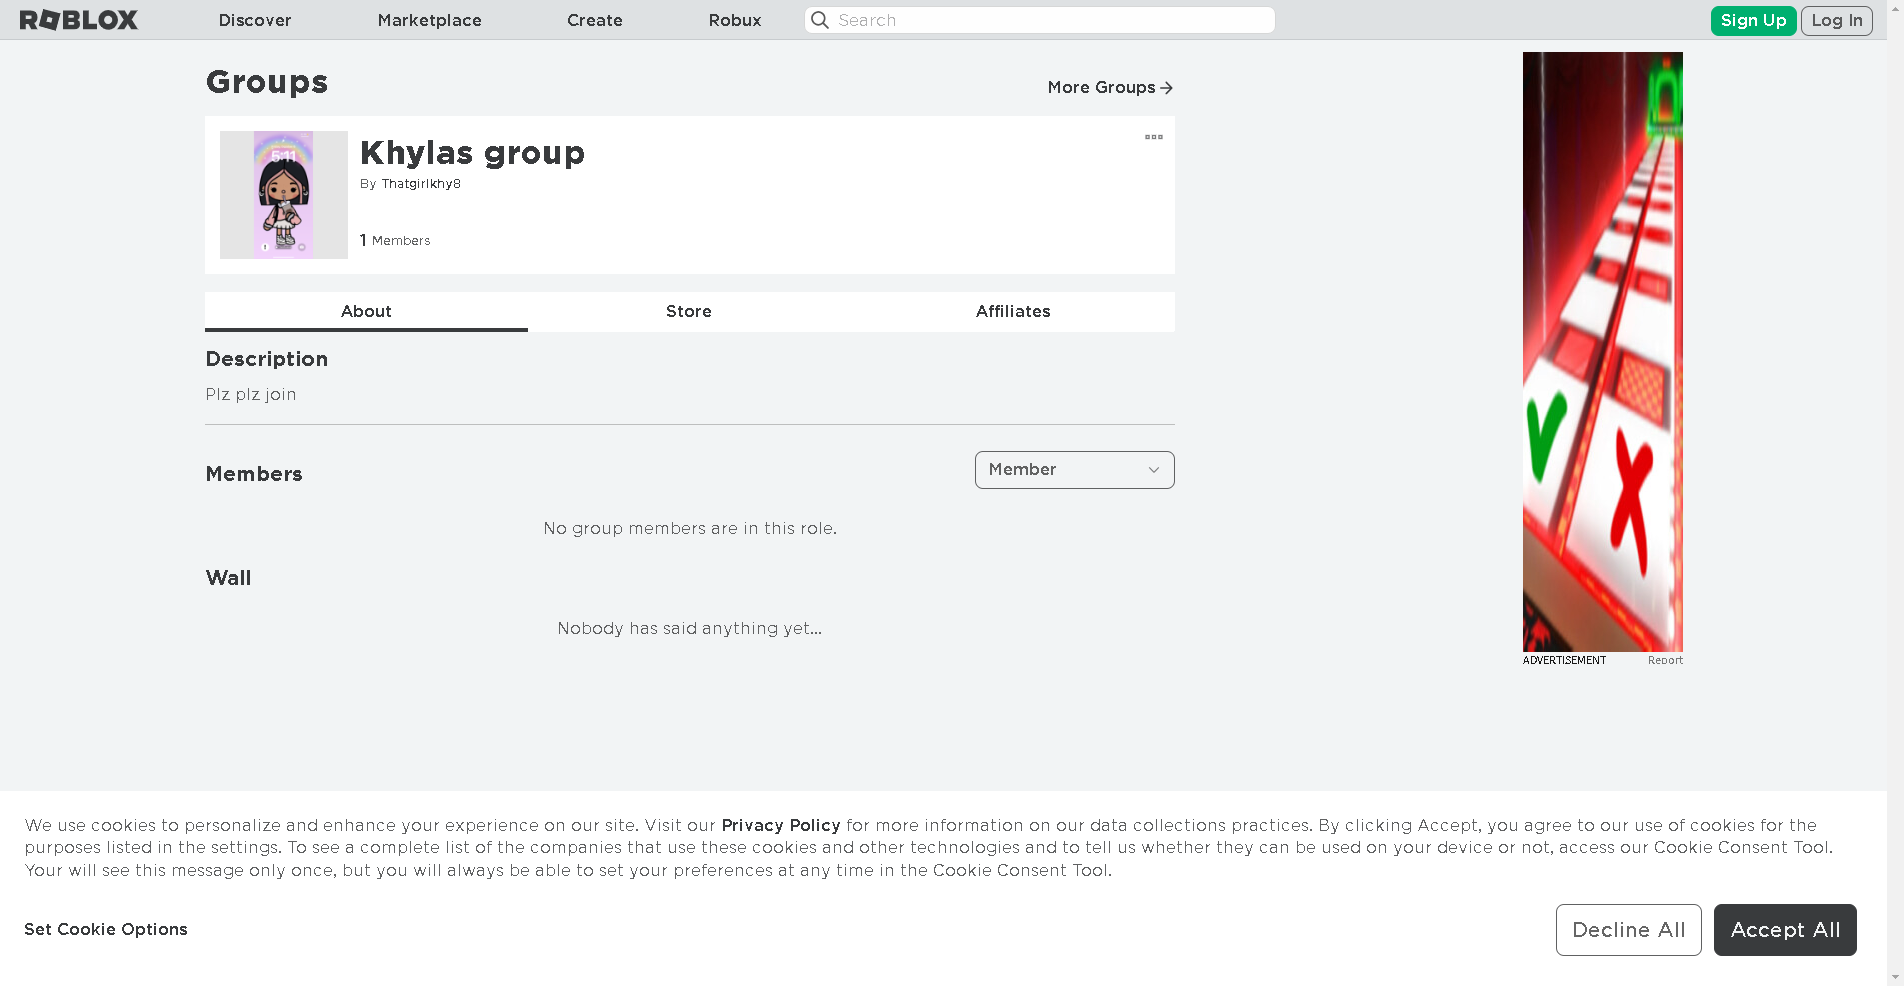 ROBLOX
Discover
Marketplace
Create
Robux
Search
Sign Up
Log In
Groups
More Groups
5:11
Khylas group
By Thatgirlkhy8
1 Members
About
Store
Affiliates
Description
Plz plz join
Members
Member
No group members are in this role.
Wall
Nobody has said anything yet...
ADVERTISEMENT
Report
We use cookies to personalize and enhance your experience on our site. Visit our Privacy Policy for more information on our data collections practices. By clicking Accept, you agree to our use of cookies for the
purposes listed in the settings. To see a complete list of the companies that use these cookies and other technologies and to tell us whether they can be used on your device or not, access our Cookie Consent Tool.
Your will see this message only once, but you will always be able to set your preferences at any time in the Cookie Consent Tool.
Set Cookie Options
Decline All
Accept All